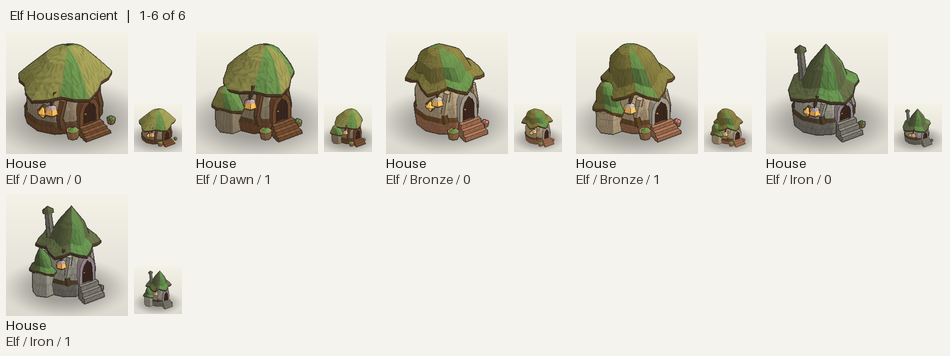 Elf Housesancient | 1-6 of 6
House
Elf / Dawn / 0
House
Elf / Dawn / 1
House
Elf / Bronze / 0
House
Elf / Bronze / 1
House
Elf / Iron / 0
House
Elf / Iron / 1